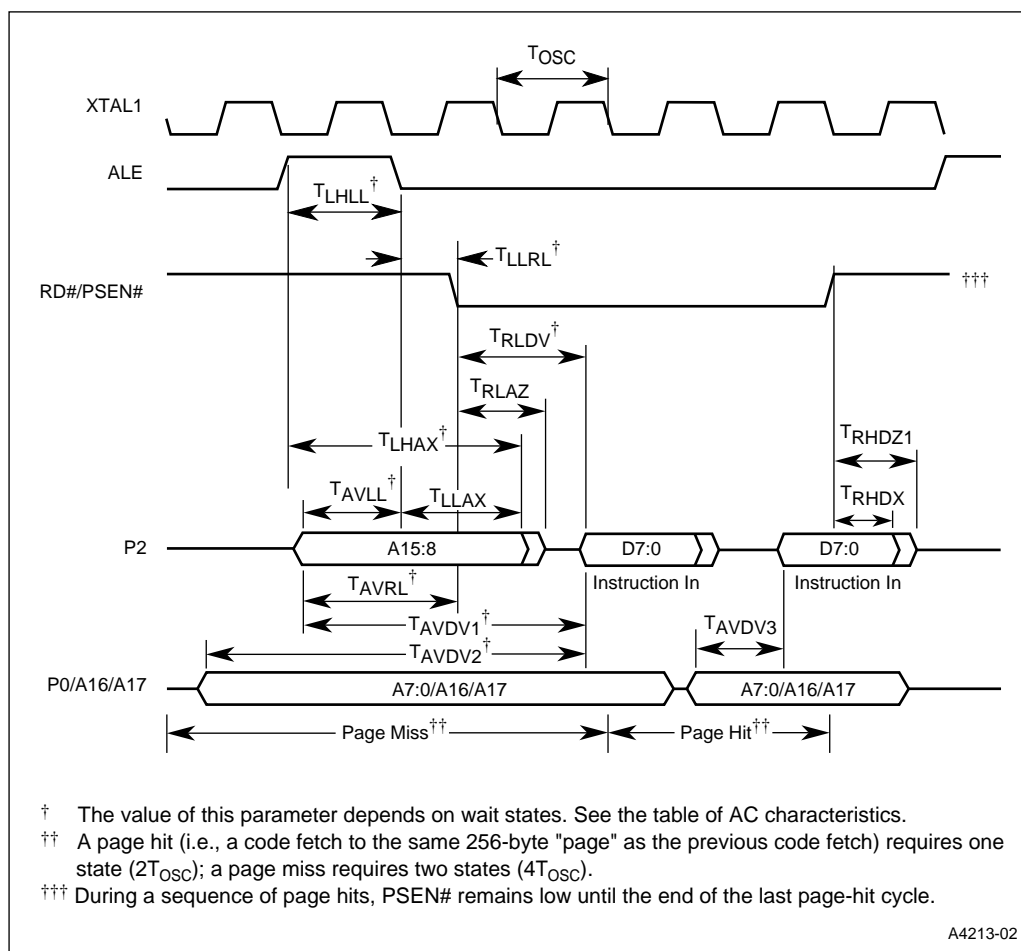 TOSC
XTAL1
ALE
TLHLL†
TLLRL†
RD#/PSEN#
†††
TRLDV†
TRLAZ
TLHAX†
TRHDZ1
TAVLL†
TLLAX
TRHDX
P2
A15:8
D7:0
D7:0
Instruction In
Instruction In
TAVRL†
TAVDV1†
TAVDV3
TAVDV2†
P0/A16/A17
A7:0/A16/A17
A7:0/A16/A17
Page Miss††
Page Hit††
† The value of this parameter depends on wait states. See the table of AC characteristics.
†† A page hit (i.e., a code fetch to the same 256-byte "page" as the previous code fetch) requires one
state (2TOSC); a page miss requires two states (4TOSC).
††† During a sequence of page hits, PSEN# remains low until the end of the last page-hit cycle.
A4213-02